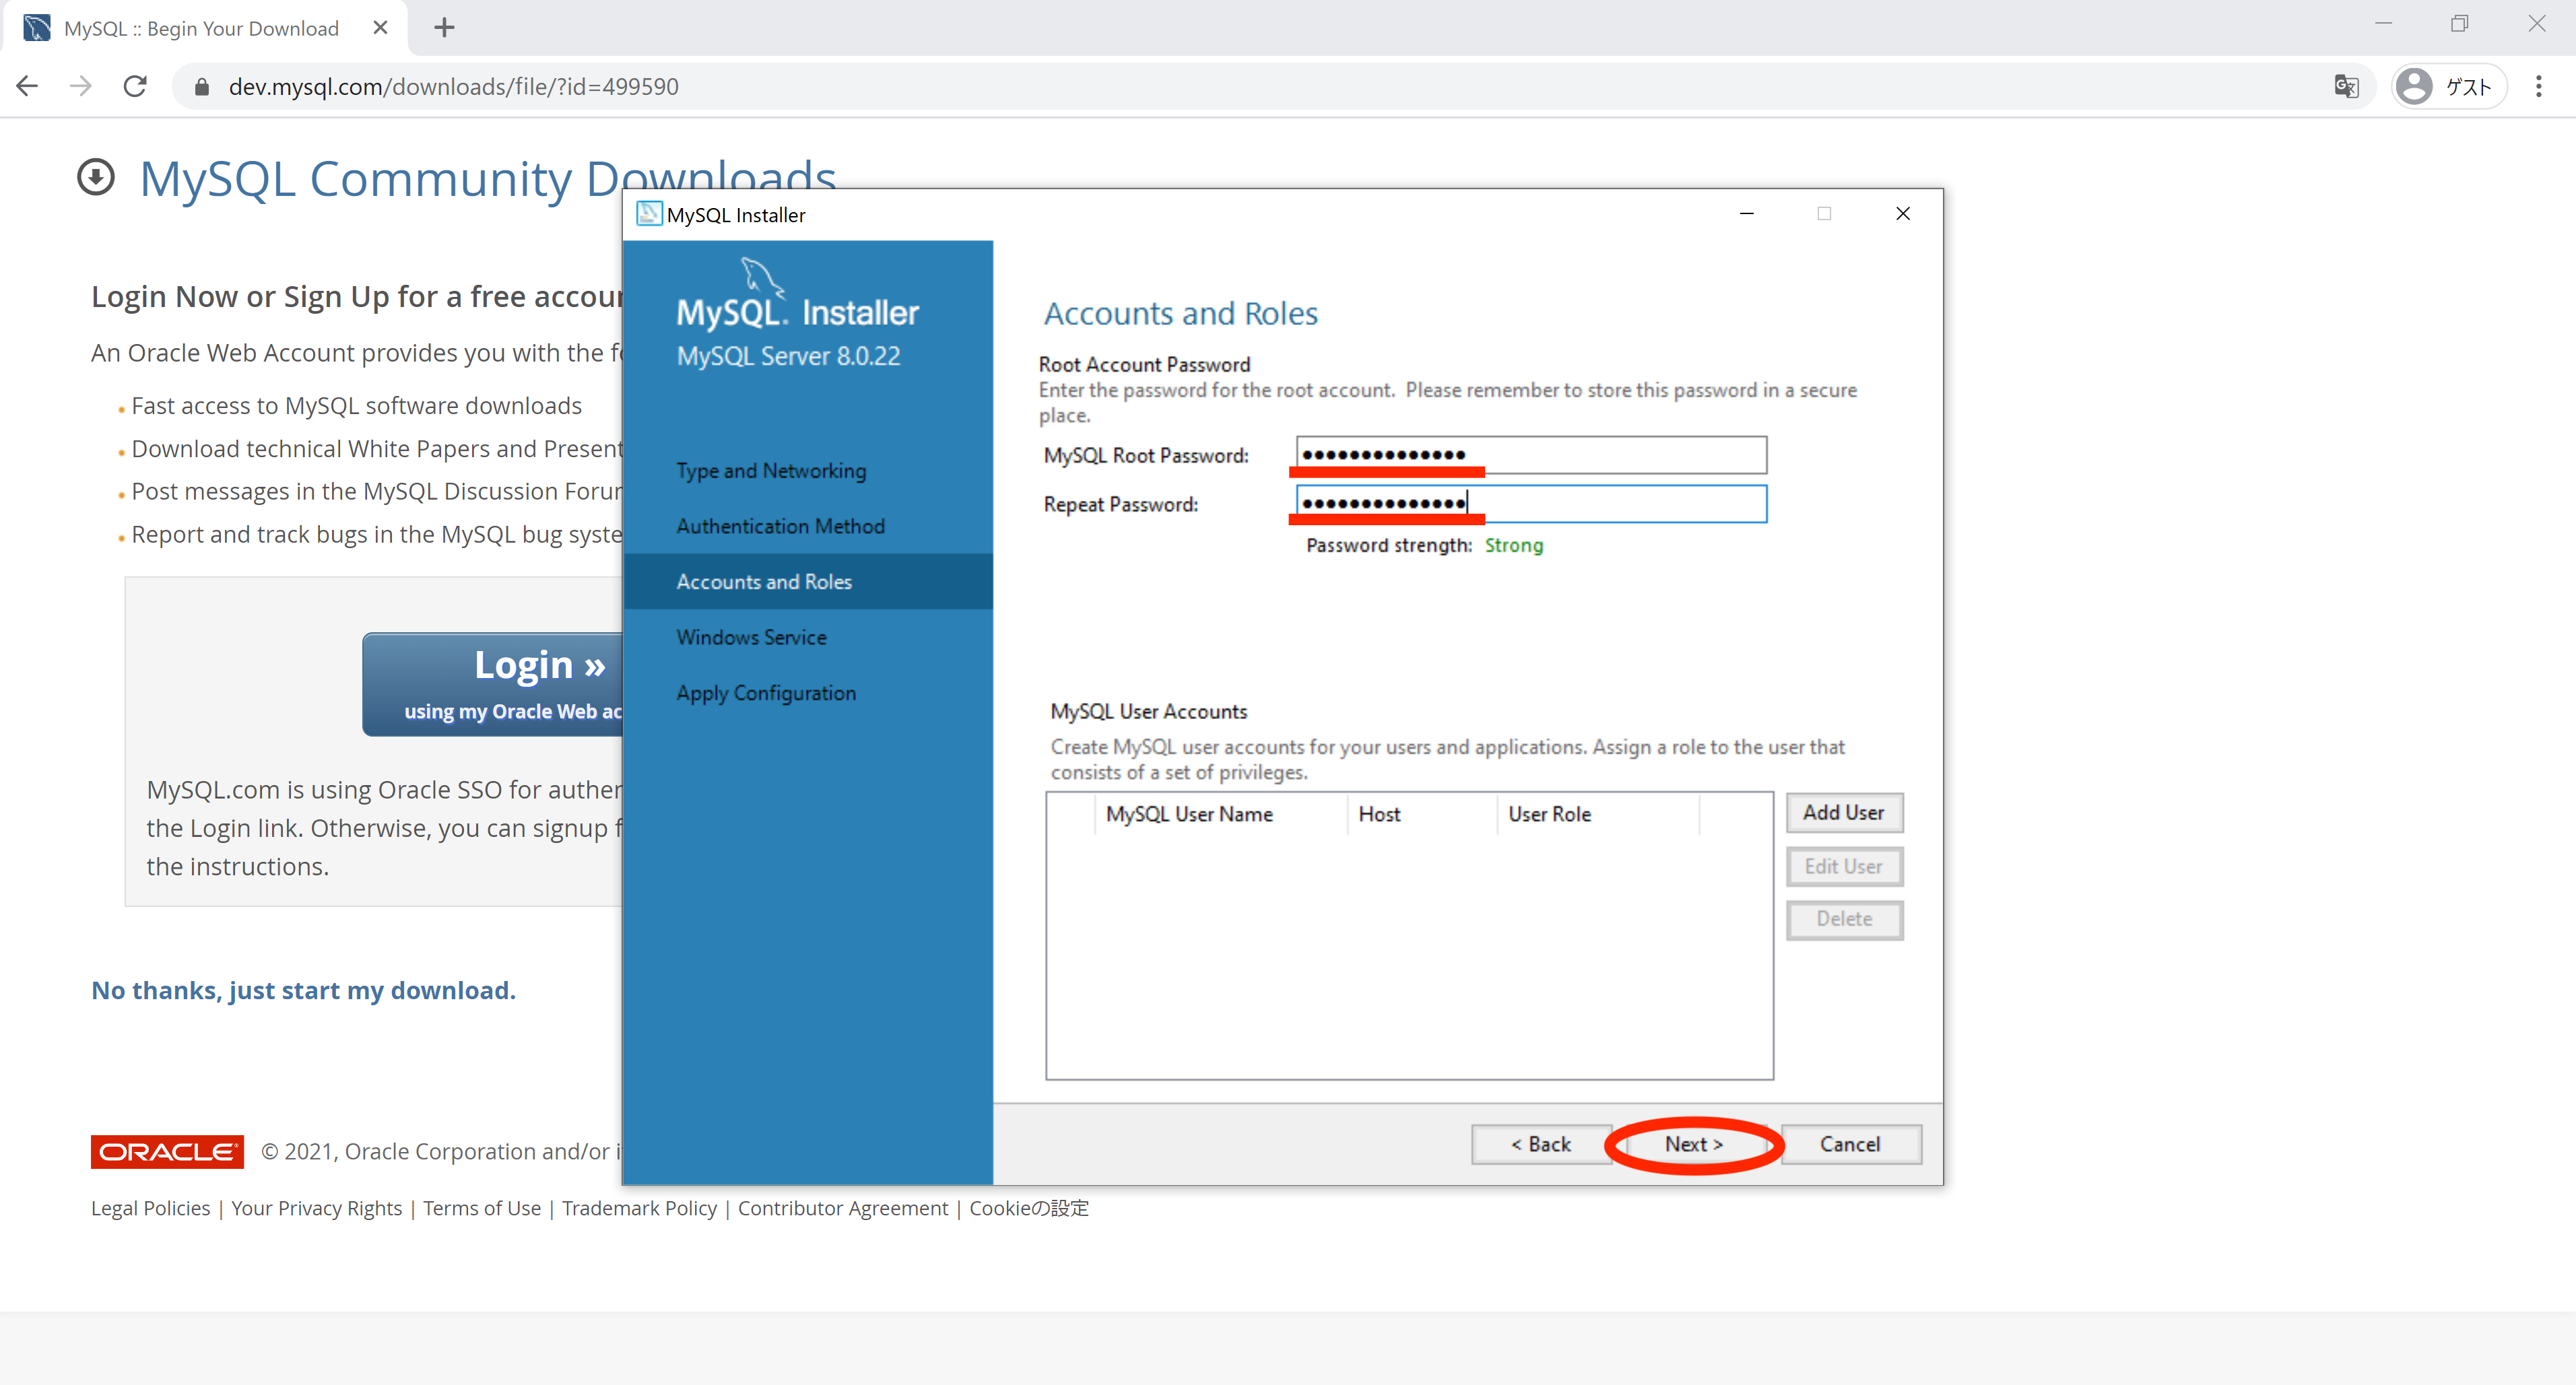 MySQL :: Begin Your Download
dev.mysql.com/downloads/file/?id=499590
ゲスト
MySQL Community Downloads
Login Now or Sign Up for a free accour
An Oracle Web Account provides you with the fo
Fast access to MySQL software downloads
Download technical White Papers and Present
Post messages in the MySQL Discussion Forur
Report and track bugs in the MySQL bug syste
Login »
using my Oracle Web ac
MySQL.com is using Oracle SSO for auther
the Login link. Otherwise, you can signup f
the instructions.
No thanks, just start my download.
ORACLE © 2021, Oracle Corporation and/or i
Legal Policies | Your Privacy Rights | Terms of Use | Trademark Policy | Contributor Agreement | Cookieの設定
MySQL Installer
MySQL. Installer
MySQL Server 8.0.22
Type and Networking
Authentication Method
Accounts and Roles
Windows Service
Apply Configuration
Accounts and Roles
Root Account Password
Enter the password for the root account. Please remember to store this password in a secure
place.
MySQL Root Password: ••••••••••••••
Repeat Password: ••••••••••••••
Password strength: Strong
MySQL User Accounts
Create MySQL user accounts for your users and applications. Assign a role to the user that
consists of a set of privileges.
MySQL User Name Host User Role
Add User
Edit User
Delete
< Back Next > Cancel